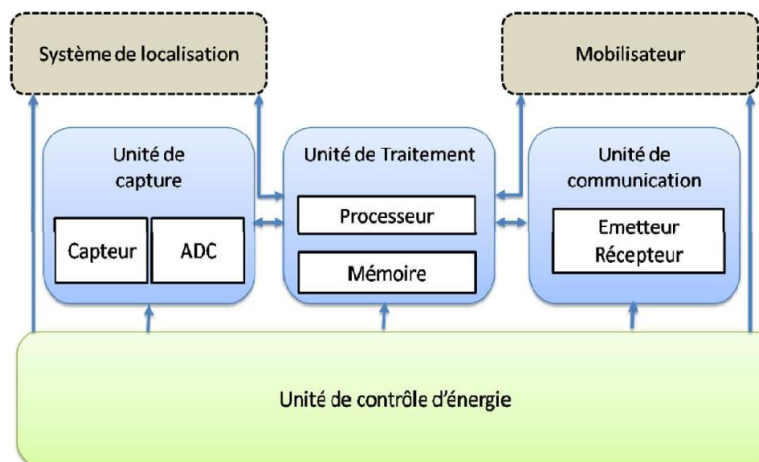 Système de localisation
Mobilisateur
Unité de
capture
Capteur
ADC
Unité de Traitement
Processeur
Mémoire
Unité de
communication
Emetteur
Récepteur
Unité de contrôle d'énergie